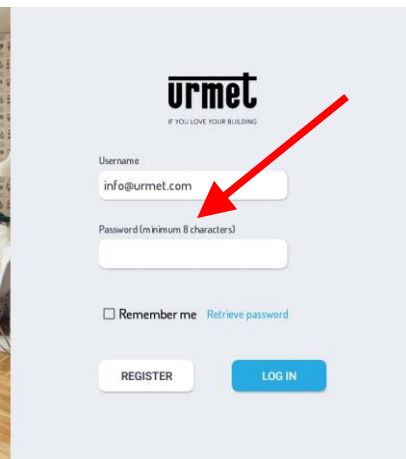 urmet
IF YOU LOVE YOUR BUILDING
Username
info@urmet.com
Password (minimum 8 characters)
Remember me Retrieve password
REGISTER LOG IN